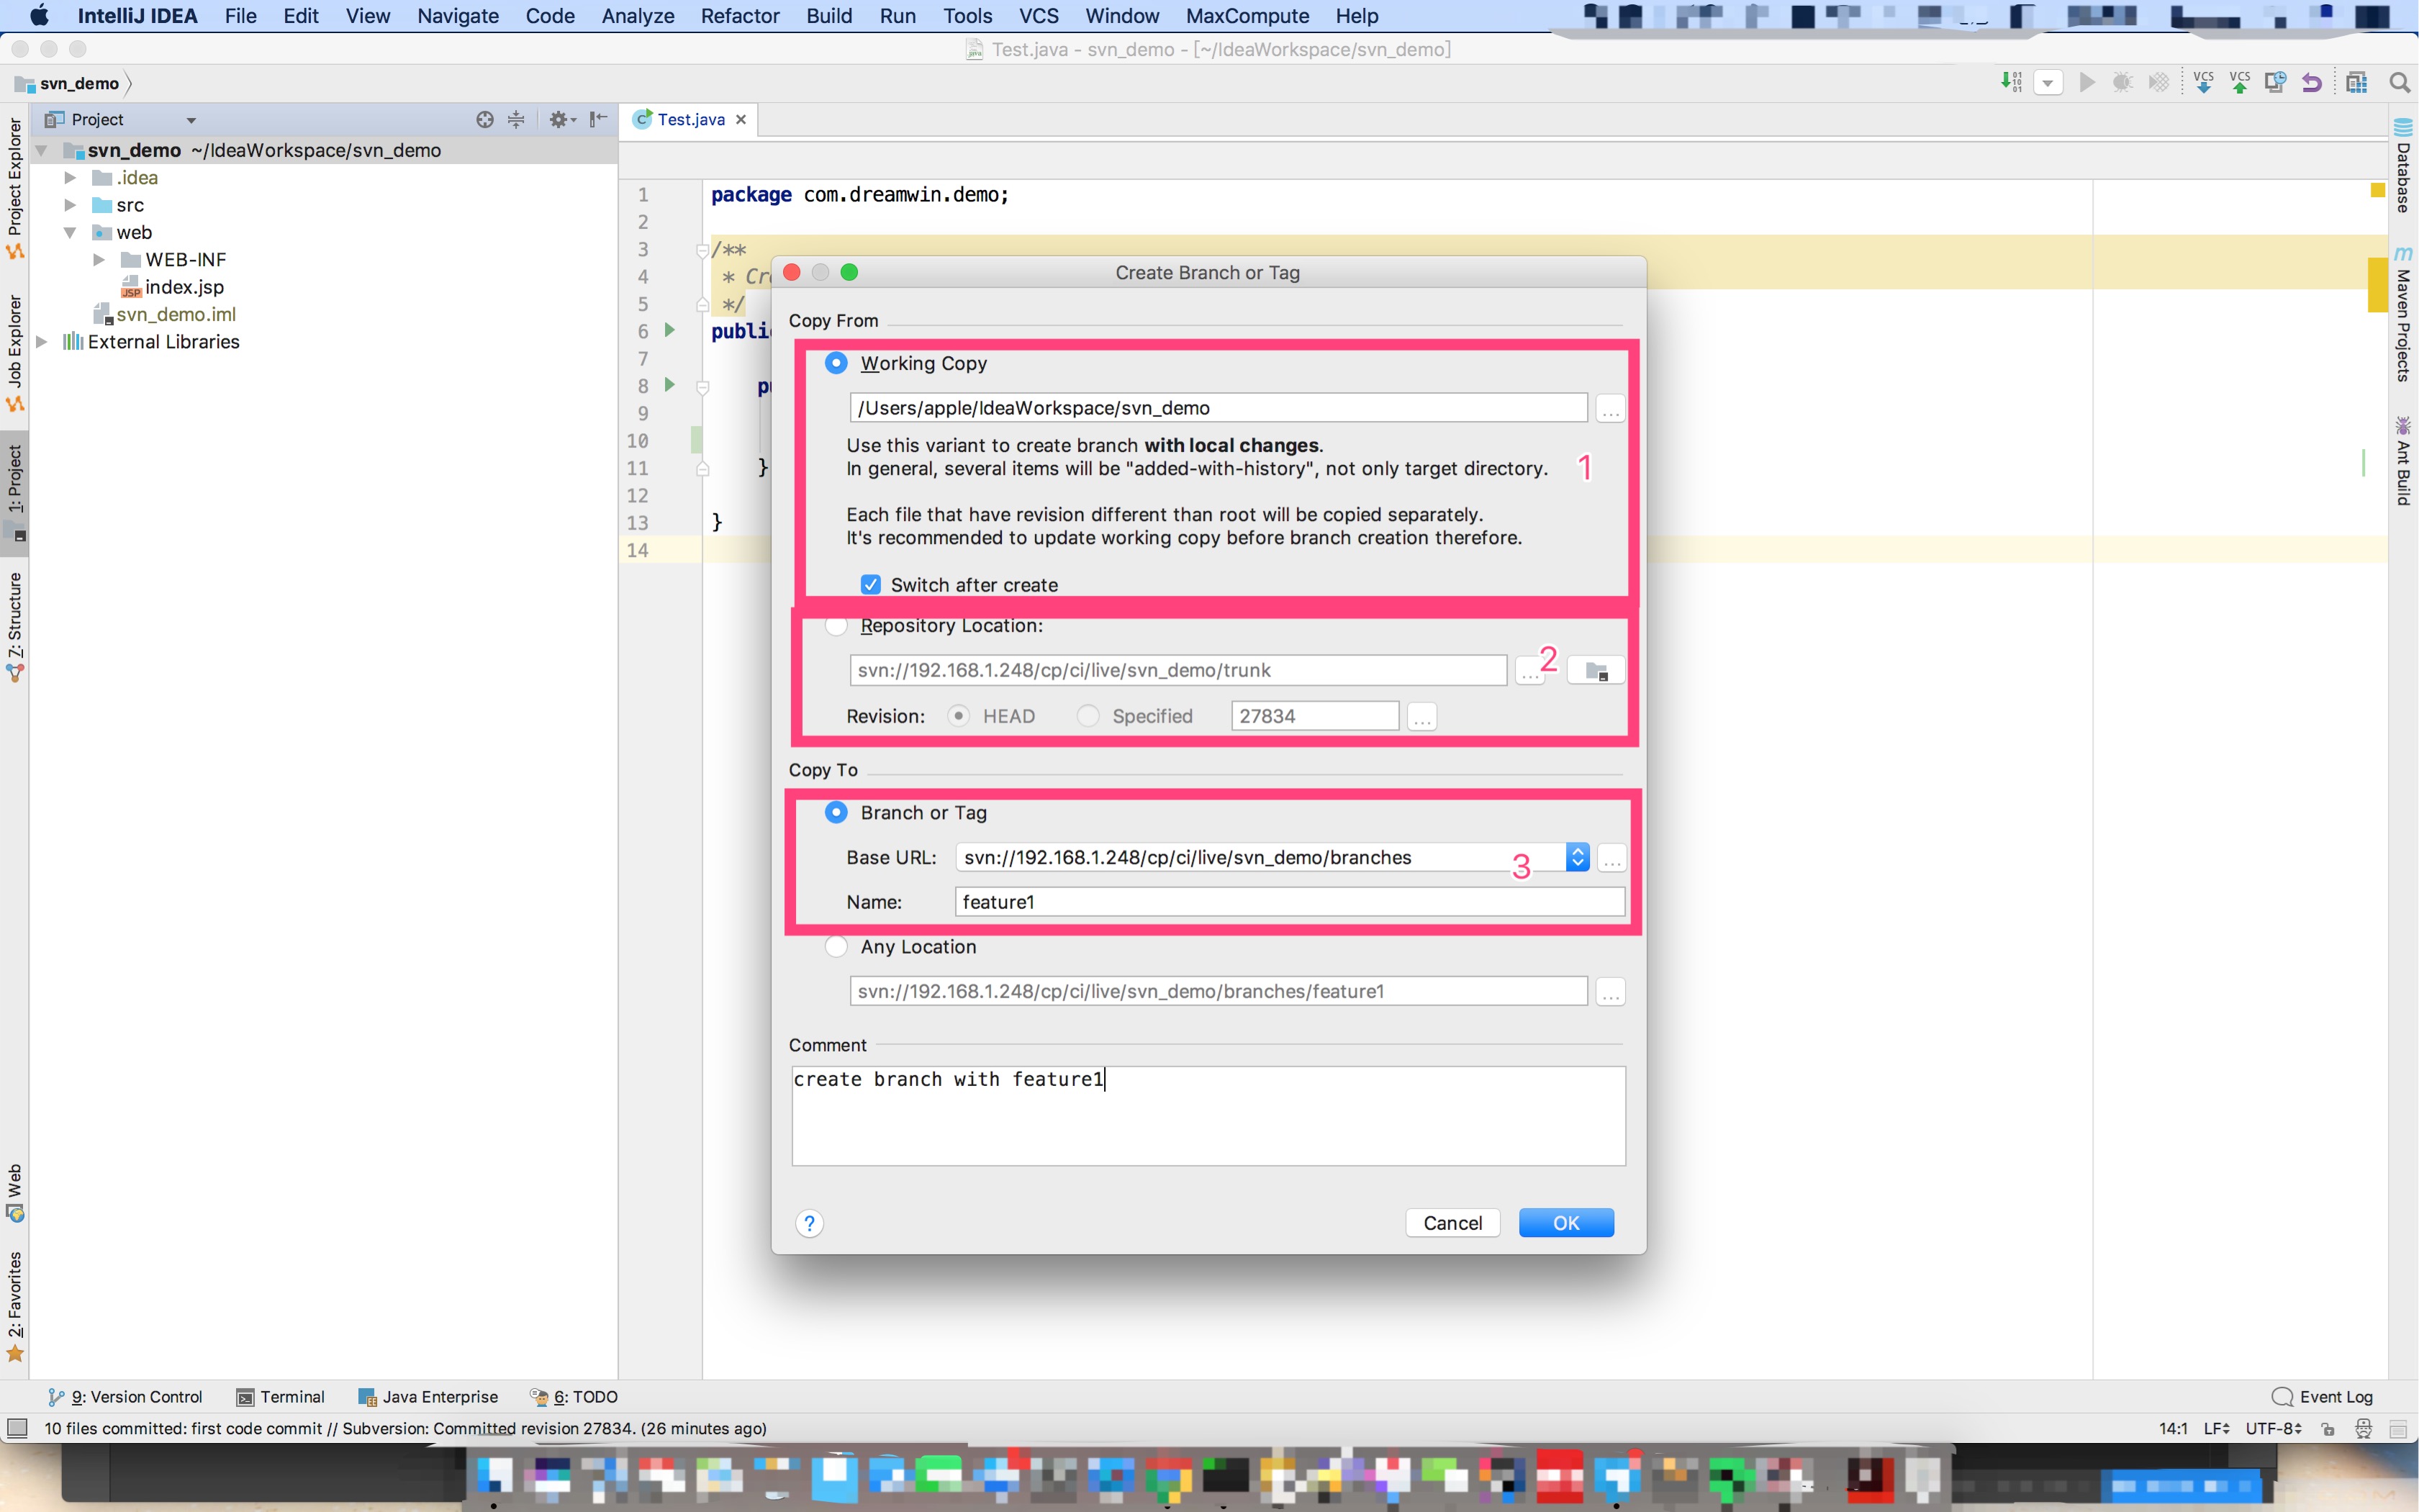 IntelliJ IDEA File Edit View Navigate Code Analyze Refactor Build Run Tools VCS Window MaxCompute Help
Test.java - svn_demo - [~/IdeaWorkspace/svn_demo]
svn_demo
VCS VCS
Project
Test.java
svn_demo ~/IdeaWorkspace/svn_demo
.idea
src
web
WEB-INF
JSP index.jsp
svn_demo.iml
External Libraries
Project Explorer
Job Explorer
1: Project
7: Structure
Web
2: Favorites
1 package com.dreamwin.demo;
2
3 /**
4 * Cr
5 */
6 publi
7
8 p
9
10
11 }
12
13 }
14
Create Branch or Tag
Copy From
Working Copy
/Users/apple/IdeaWorkspace/svn_demo ...
Use this variant to create branch with local changes.
In general, several items will be "added-with-history", not only target directory.
1
Each file that have revision different than root will be copied separately.
It's recommended to update working copy before branch creation therefore.
Switch after create
Repository Location:
svn://192.168.1.248/cp/ci/live/svn_demo/trunk ... 2
Revision: HEAD Specified 27834 ...
Copy To
Branch or Tag
Base URL: svn://192.168.1.248/cp/ci/live/svn_demo/branches 3 ...
Name: feature1
Any Location
svn://192.168.1.248/cp/ci/live/svn_demo/branches/feature1 ...
Comment
create branch with feature1
? Cancel OK
Database
Maven Projects
Ant Build
9: Version Control Terminal Java Enterprise 6: TODO Event Log
10 files committed: first code commit // Subversion: Committed revision 27834. (26 minutes ago) 14:1 LF UTF-8